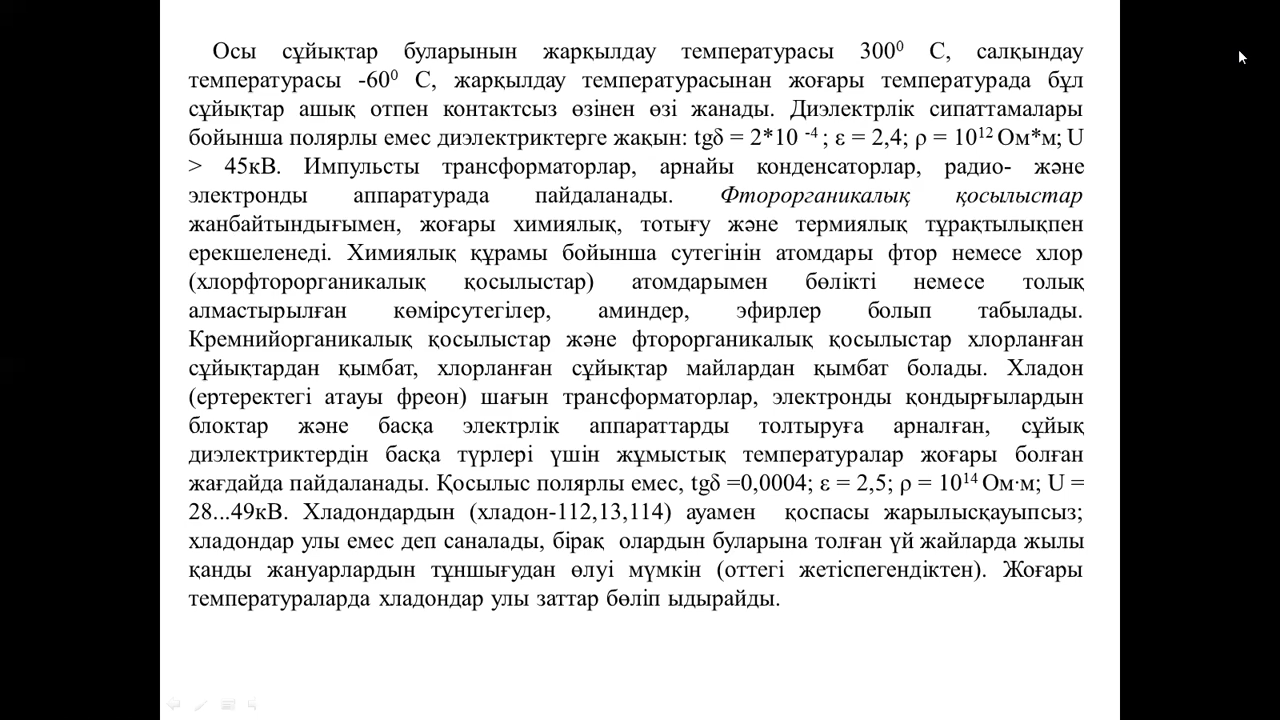 Осы сұйықтар буларынын жарқылдау температурасы 300⁰ С, салқындау
температурасы -60⁰ С, жарқылдау температурасынан жоғары температурада бұл
сұйықтар ашық отпен контактсыз өзінен өзі жанады. Диэлектрлік сипаттамалары
бойынша полярлы емес диэлектриктерге жақын: tgδ = 2*10 ⁻⁴ ; ε = 2,4; ρ = 10¹² Ом*м; U
> 45кВ. Импульсты трансформаторлар, арнайы конденсаторлар, радио- және
электронды аппаратурада пайдаланады. Фторорганикалық қосылыстар
жанбайтындығымен, жоғары химиялық, тотығу және термиялық тұрақтылықпен
ерекшеленеді. Химиялық құрамы бойынша сутегінін атомдары фтор немесе хлор
(хлорфторорганикалық қосылыстар) атомдарымен бөлікті немесе толық
алмастырылған көмірсутегілер, аминдер, эфирлер болып табылады.
Кремнийорганикалық қосылыстар және фторорганикалық қосылыстар хлорланған
сұйықтардан қымбат, хлорланған сұйықтар майлардан қымбат болады. Хладон
(ертеректегі атауы фреон) шағын трансформаторлар, электронды қондырғылардын
блоктар және басқа электрлік аппараттарды толтыруға арналған, сұйық
диэлектриктердін басқа түрлері үшін жұмыстық температуралар жоғары болған
жағдайда пайдаланады. Қосылыс полярлы емес, tgδ =0,0004; ε = 2,5; ρ = 10¹⁴ Ом·м; U =
28...49кВ. Хладондардын (хладон-112,13,114) ауамен қоспасы жарылысқауыпсыз;
хладондар улы емес деп саналады, бірақ олардын буларына толған үй жайларда жылы
қанды жануарлардын тұншығудан өлуі мүмкін (оттегі жетіспегендіктен). Жоғары
температураларда хладондар улы заттар бөліп ыдырайды.